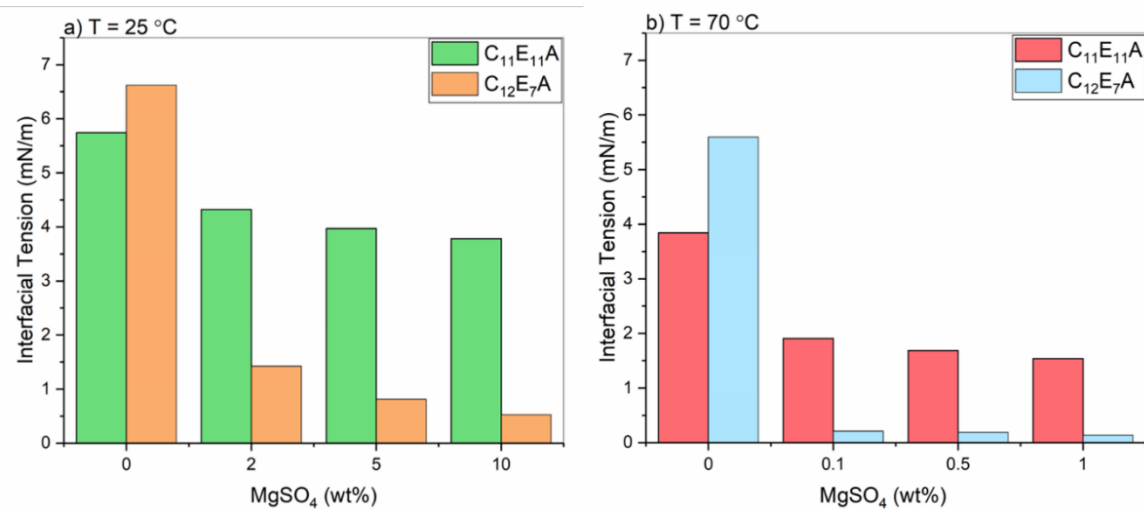 a) T = 25 °C
C₁₁E₁₁A
C₁₂E₇A
Interfacial Tension (mN/m)
7
6
5
4
3
2
1
0
0 2 5 10
MgSO₄ (wt%)
b) T = 70 °C
C₁₁E₁₁A
C₁₂E₇A
Interfacial Tension (mN/m)
7
6
5
4
3
2
1
0
0 0.1 0.5 1
MgSO₄ (wt%)